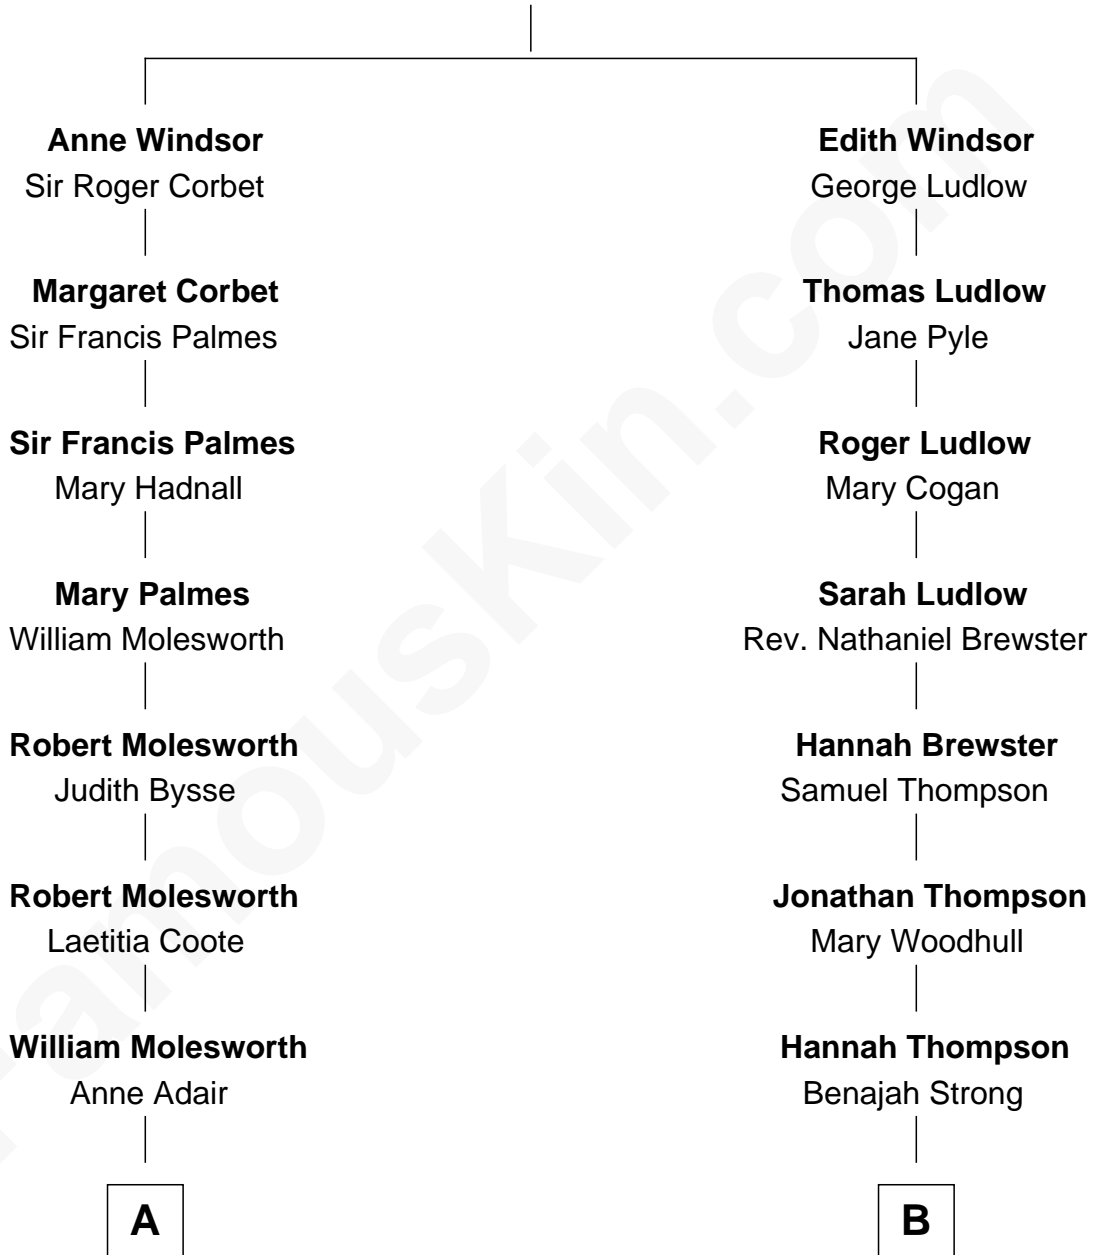 Anne Windsor
Sir Roger Corbet
Margaret Corbet
Sir Francis Palmes
Sir Francis Palmes
Mary Hadnall
Mary Palmes
William Molesworth
Robert Molesworth
Judith Bysse
Robert Molesworth
Laetitia Coote
William Molesworth
Anne Adair
A
Edith Windsor
George Ludlow
Thomas Ludlow
Jane Pyle
Roger Ludlow
Mary Cogan
Sarah Ludlow
Rev. Nathaniel Brewster
Hannah Brewster
Samuel Thompson
Jonathan Thompson
Mary Woodhull
Hannah Thompson
Benajah Strong
B
FamousKin.com